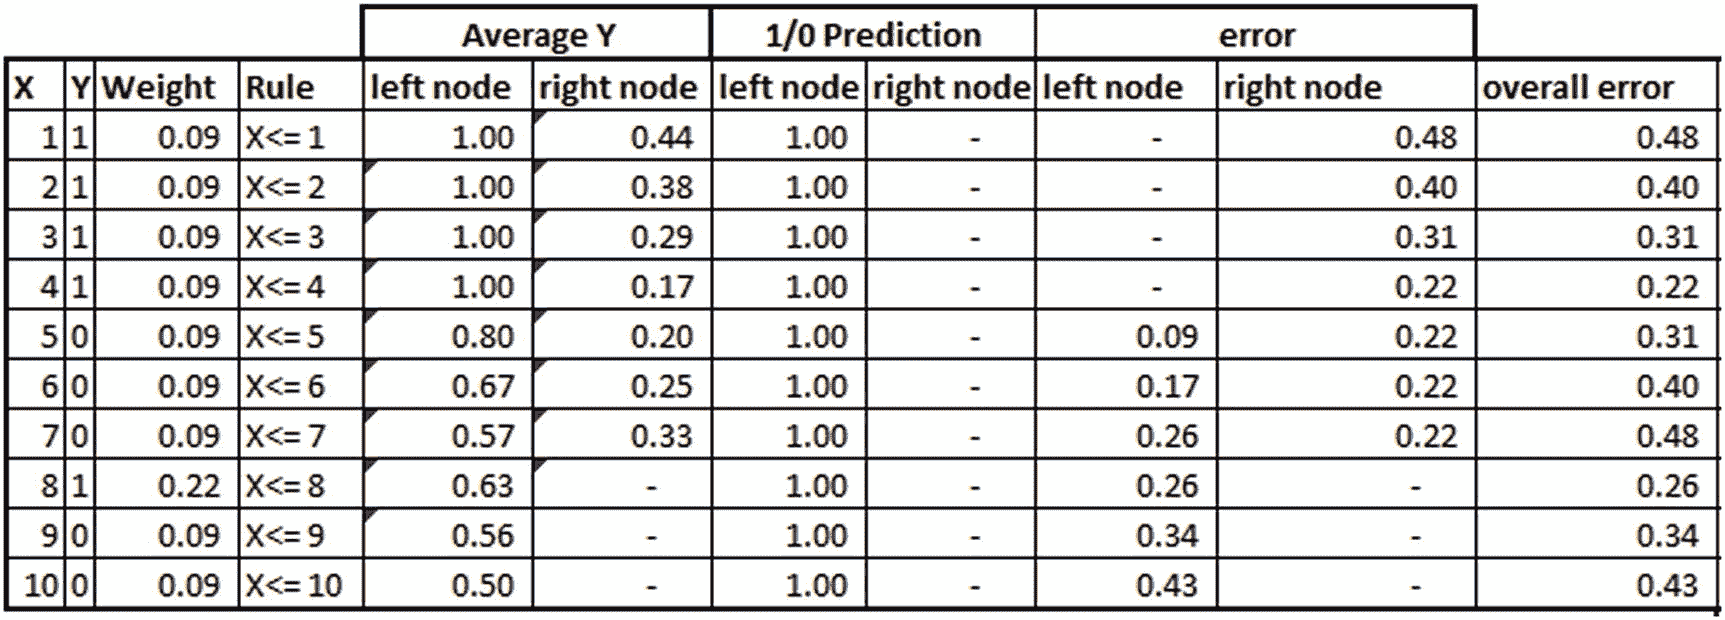 Average Y 1/0 Prediction error
X Y Weight Rule left node right node left node right node left node right node overall error
1 1 0.09 X<= 1 1.00 0.44 1.00 - - 0.48 0.48
2 1 0.09 X<= 2 1.00 0.38 1.00 - - 0.40 0.40
3 1 0.09 X<= 3 1.00 0.29 1.00 - - 0.31 0.31
4 1 0.09 X<= 4 1.00 0.17 1.00 - - 0.22 0.22
5 0 0.09 X<= 5 0.80 0.20 1.00 - 0.09 0.22 0.31
6 0 0.09 X<= 6 0.67 0.25 1.00 - 0.17 0.22 0.40
7 0 0.09 X<= 7 0.57 0.33 1.00 - 0.26 0.22 0.48
8 1 0.22 X<= 8 0.63 - 1.00 - 0.26 - 0.26
9 0 0.09 X<= 9 0.56 - 1.00 - 0.34 - 0.34
10 0 0.09 X<= 10 0.50 - 1.00 - 0.43 - 0.43